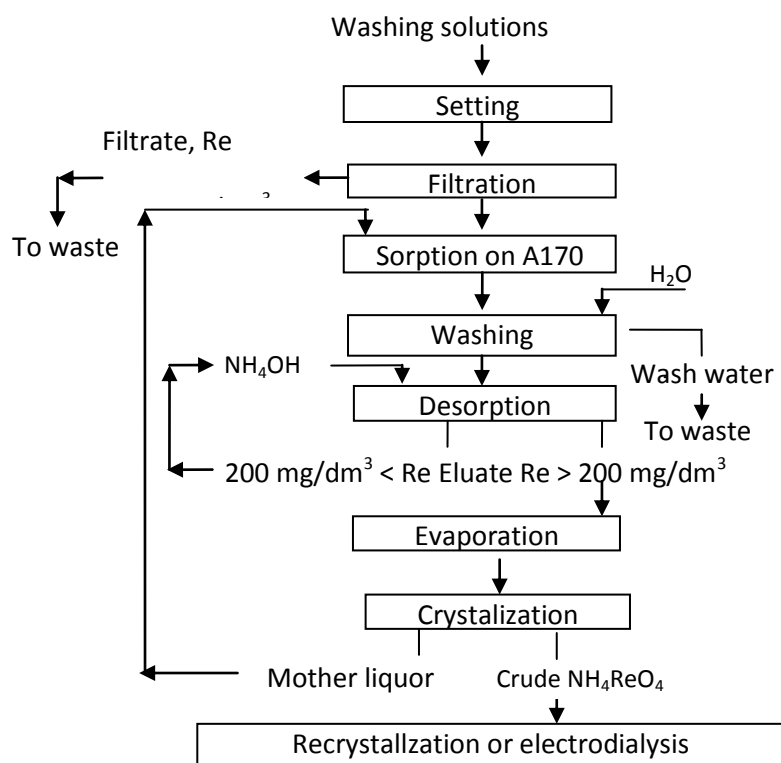 Washing solutions
Setting
Filtrate, Re
Filtration
3
To waste
Sorption on A170
H₂O
Washing
NH₄OH
Wash water
Desorption
To waste
200 mg/dm³ < Re Eluate Re > 200 mg/dm³
Evaporation
Crystalization
Mother liquor
Crude NH₄ReO₄
Recrystallzation or electrodialysis